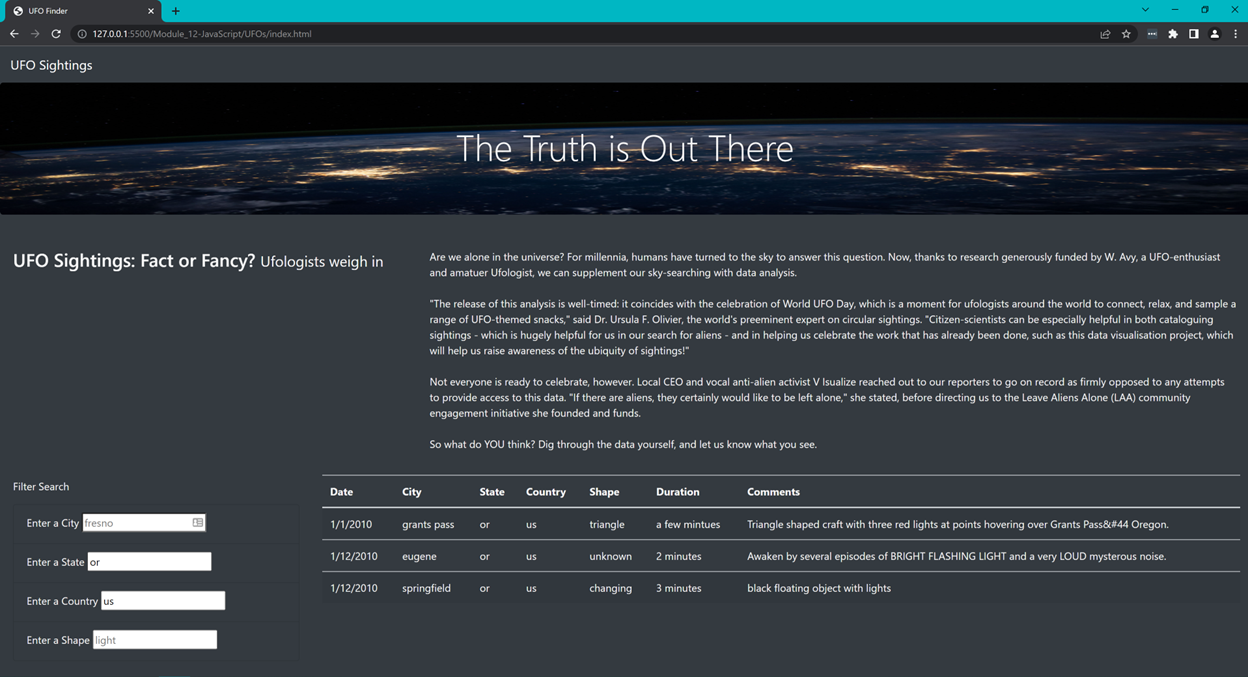 UFO Finder
127.0.0.1:5500/Module_12-JavaScript/UFOs/index.html
UFO Sightings
The Truth is Out There
UFO Sightings: Fact or Fancy? Ufologists weigh in
Are we alone in the universe? For millennia, humans have turned to the sky to answer this question. Now, thanks to research generously funded by W. Avy, a UFO-enthusiast
and amatuer Ufologist, we can supplement our sky-searching with data analysis.
"The release of this analysis is well-timed: it coincides with the celebration of World UFO Day, which is a moment for ufologists around the world to connect, relax, and sample a
range of UFO-themed snacks," said Dr. Ursula F. Olivier, the world's preeminent expert on circular sightings. "Citizen-scientists can be especially helpful in both cataloguing
sightings - which is hugely helpful for us in our search for aliens - and in helping us celebrate the work that has already been done, such as this data visualisation project, which
will help us raise awareness of the ubiquity of sightings!"
Not everyone is ready to celebrate, however. Local CEO and vocal anti-alien activist V Isualize reached out to our reporters to go on record as firmly opposed to any attempts
to provide access to this data. "If there are aliens, they certainly would like to be left alone," she stated, before directing us to the Leave Aliens Alone (LAA) community
engagement initiative she founded and funds.
So what do YOU think? Dig through the data yourself, and let us know what you see.
Filter Search
Enter a City fresno
Enter a State or
Enter a Country us
Enter a Shape light
Date City State Country Shape Duration Comments
1/1/2010 grants pass or us triangle a few mintues Triangle shaped craft with three red lights at points hovering over Grants Pass&#44 Oregon.
1/12/2010 eugene or us unknown 2 minutes Awaken by several episodes of BRIGHT FLASHING LIGHT and a very LOUD mysterous noise.
1/12/2010 springfield or us changing 3 minutes black floating object with lights